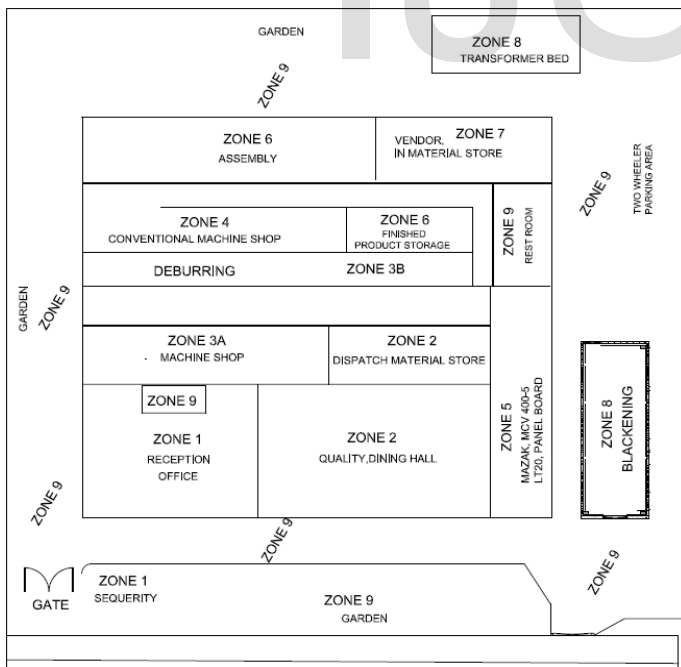 GARDEN
ZONE 8
TRANSFORMER BED
ZONE 9
ZONE 6
ASSEMBLY
VENDOR, ZONE 7
IN MATERIAL STORE
ZONE 9
TWO WHEELER
PARKING AREA
ZONE 4
CONVENTIONAL MACHINE SHOP
ZONE 6
FINISHED
PRODUCT STORAGE
ZONE 9
REST ROOM
DEBURRING
ZONE 3B
GARDEN
ZONE 9
ZONE 3A
- MACHINE SHOP
ZONE 2
DISPATCH MATERIAL STORE
ZONE 9
ZONE 1
RECEPTION
OFFICE
ZONE 2
QUALITY,DINING HALL
ZONE 5
MAZAK, MCV 400-5
LT20, PANEL BOARD
ZONE 8
BLACKENING
ZONE 9
ZONE 9
ZONE 9
GATE
ZONE 1
SEQUERITY
ZONE 9
GARDEN